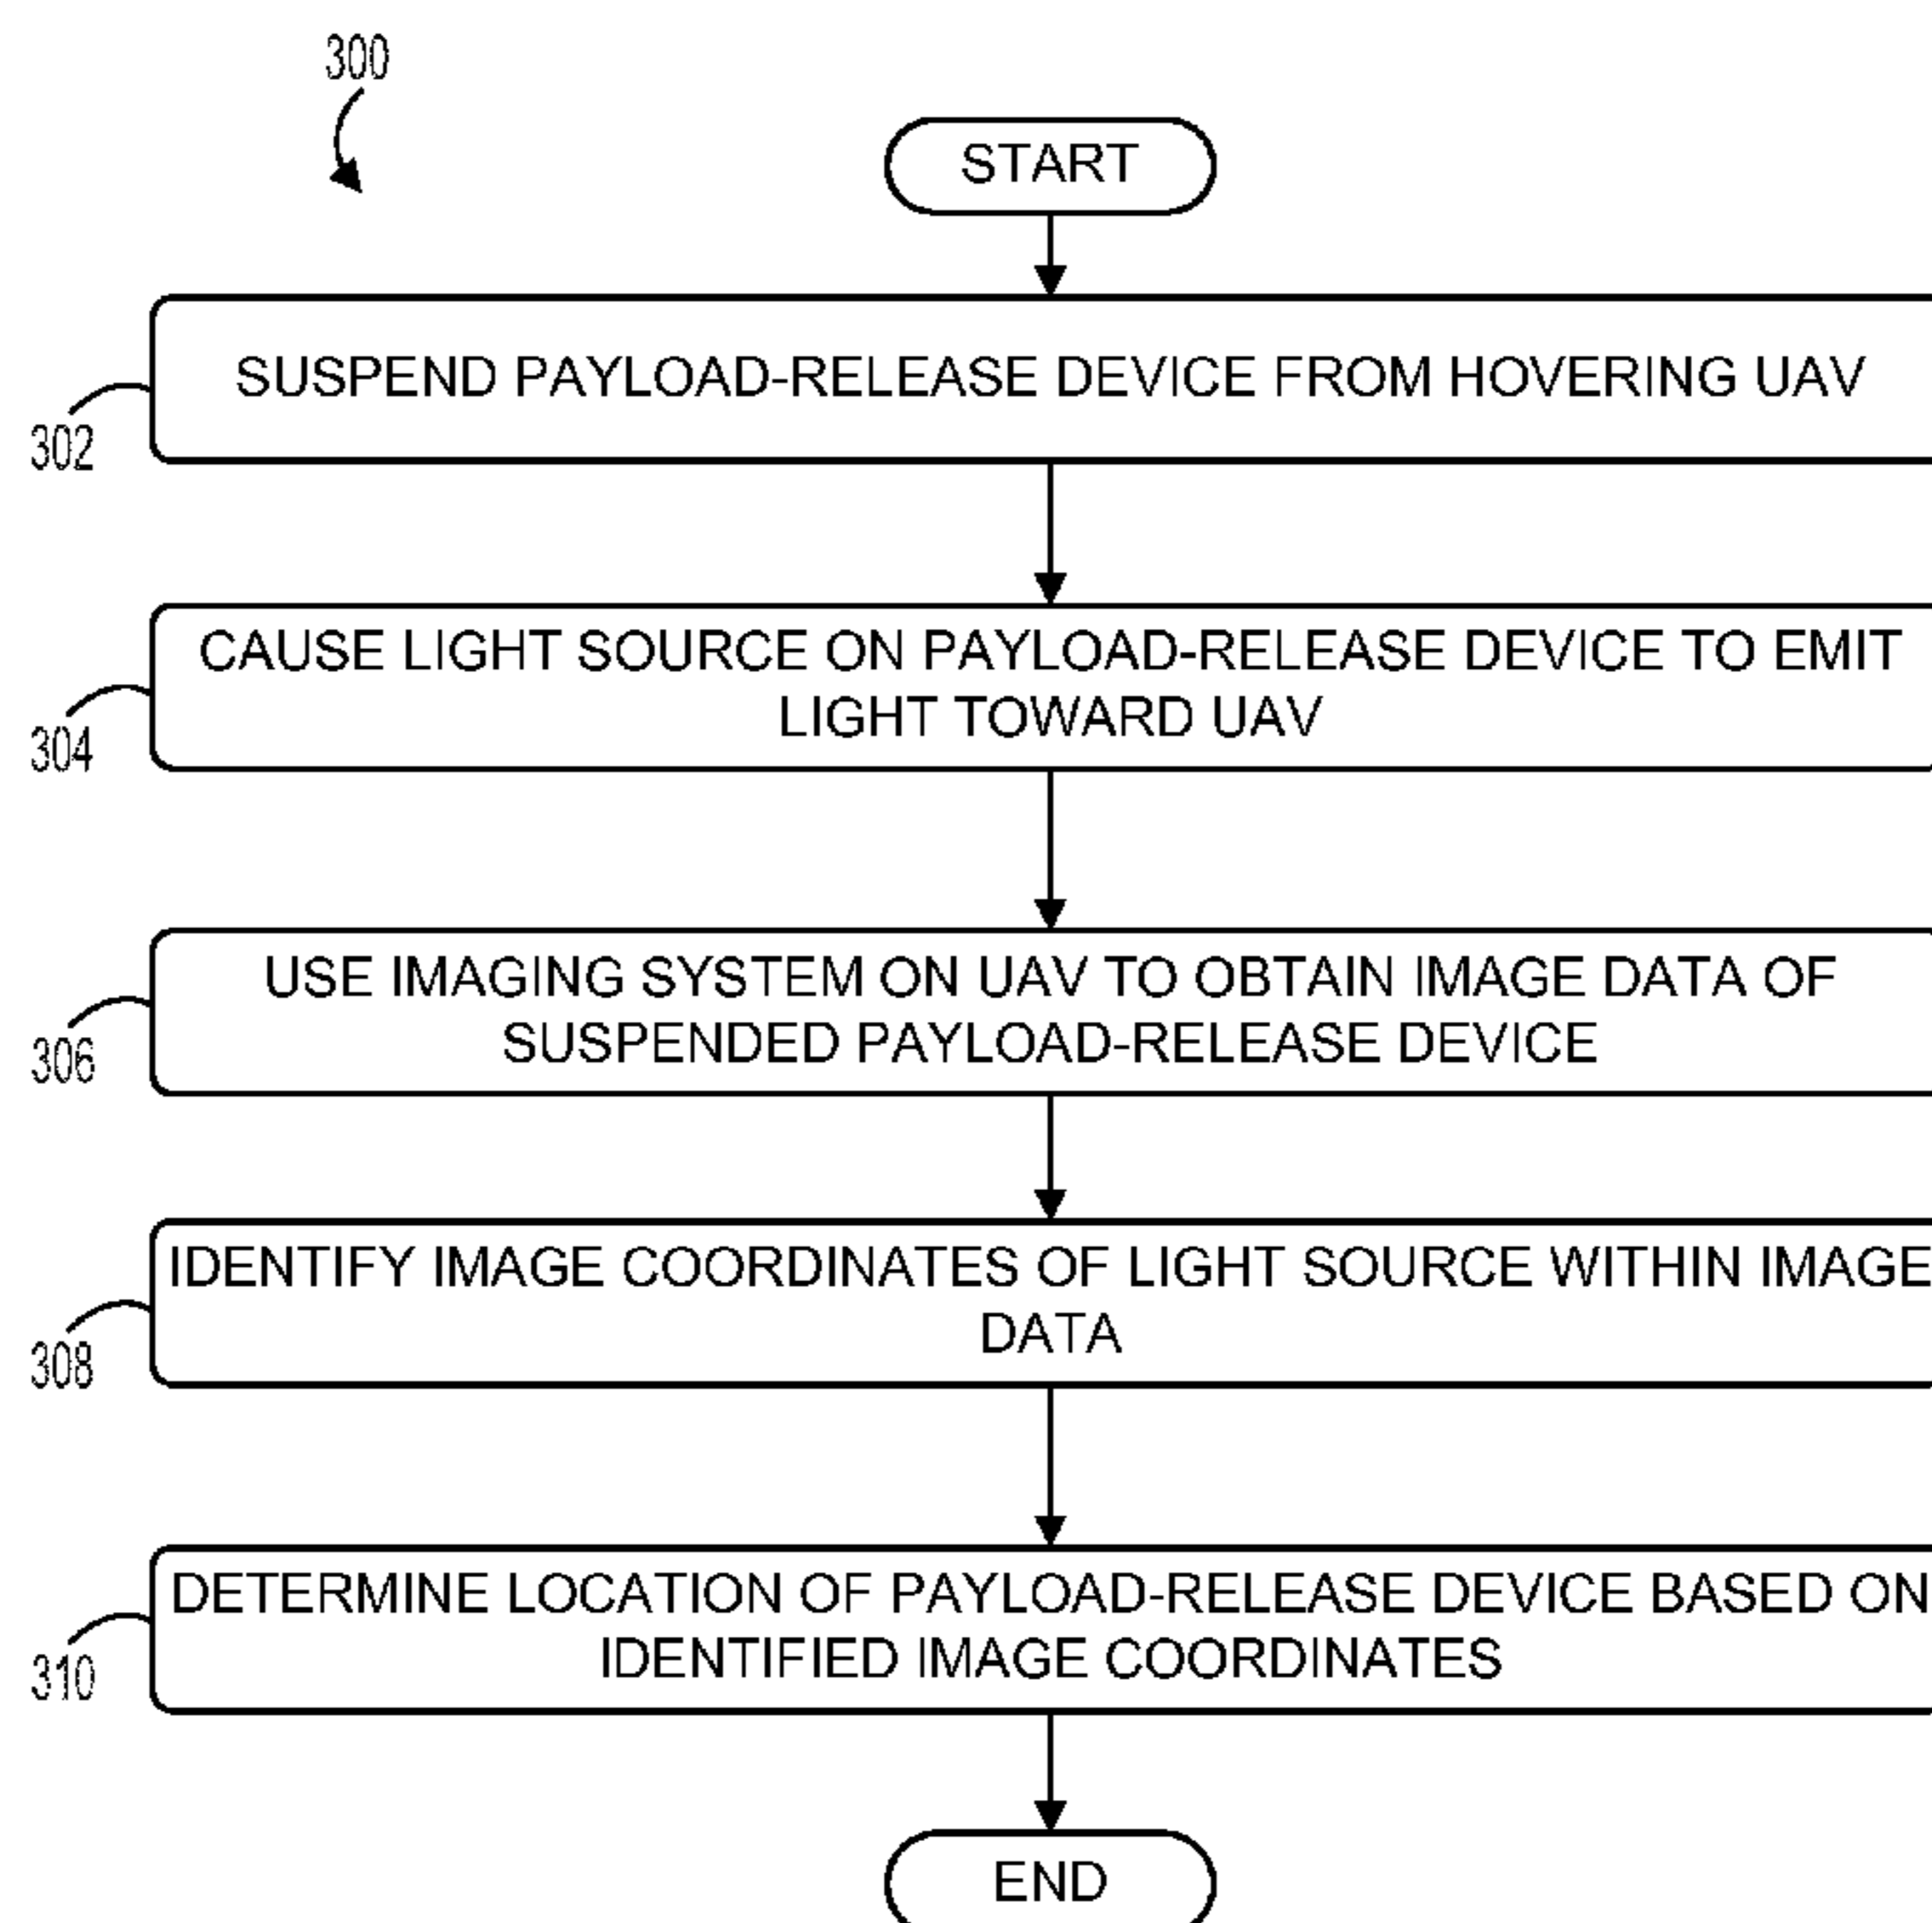 300
START
SUSPEND PAYLOAD-RELEASE DEVICE FROM HOVERING UAV
302
CAUSE LIGHT SOURCE ON PAYLOAD-RELEASE DEVICE TO EMIT
LIGHT TOWARD UAV
304
USE IMAGING SYSTEM ON UAV TO OBTAIN IMAGE DATA OF
SUSPENDED PAYLOAD-RELEASE DEVICE
306
IDENTIFY IMAGE COORDINATES OF LIGHT SOURCE WITHIN IMAGE
DATA
308
DETERMINE LOCATION OF PAYLOAD-RELEASE DEVICE BASED ON
IDENTIFIED IMAGE COORDINATES
310
END